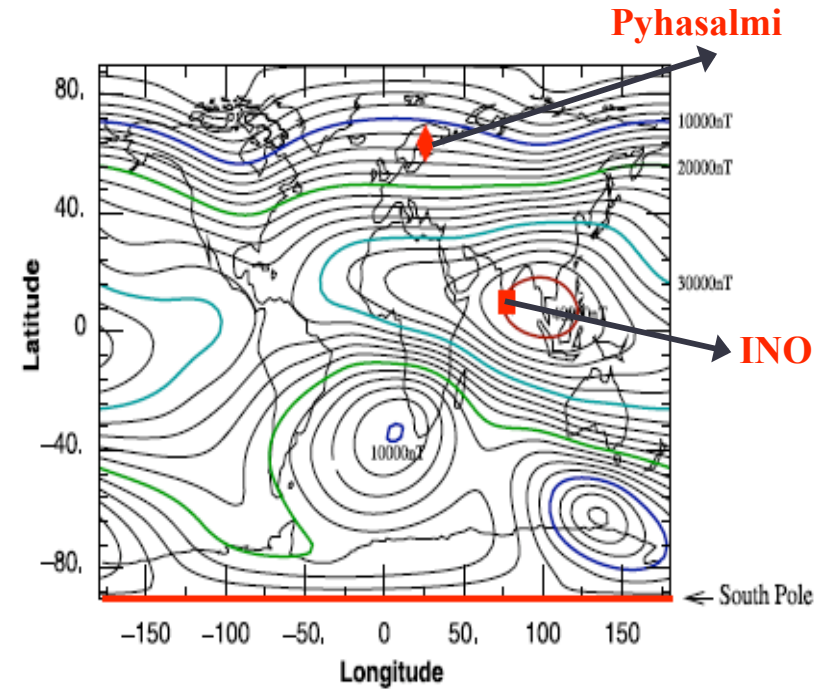 Pyhasalmi
80.
10000nT
20000nT
40.
30000nT
Latitude
0
INO
−40.
10000nT
−80.
South Pole
−150 −100 −50. 0 50. 100 150
Longitude